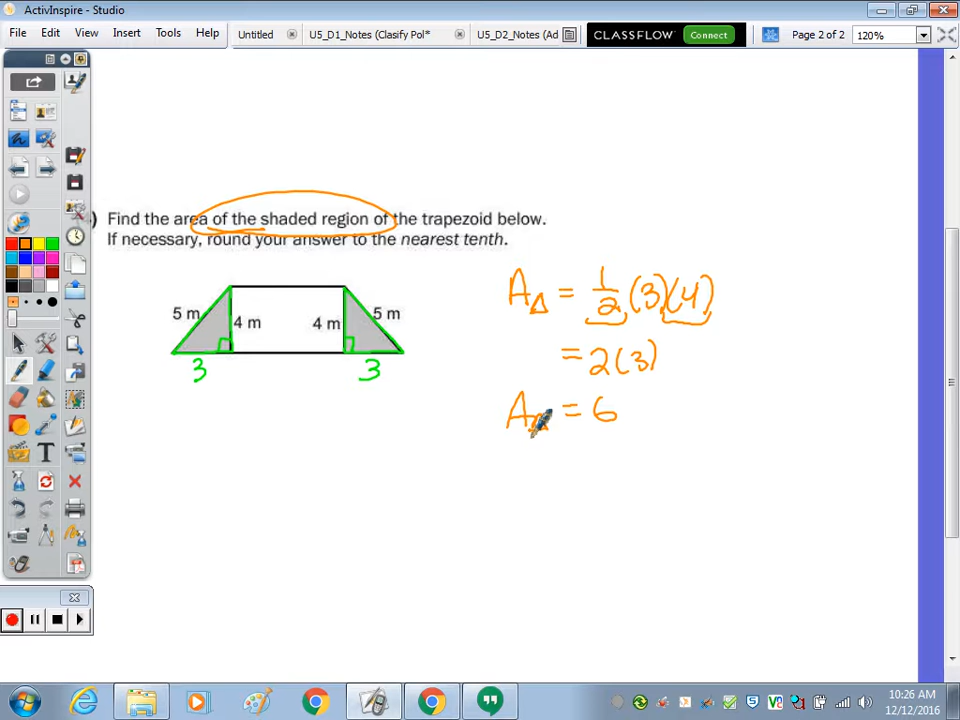 ActivInspire - Studio
File Edit View Insert Tools Help Untitled U5_D1_Notes (Clasify Pol* U5_D2_Notes (Ad CLASSFLOW Connect Page 2 of 2 120%
) Find the area of the shaded region of the trapezoid below.
If necessary, round your answer to the nearest tenth.
5 m 4 m 4 m 5 m
3 3
A△ = 1/2 (3)(4)
= 2(3)
A△ = 6
10:26 AM
12/12/2016